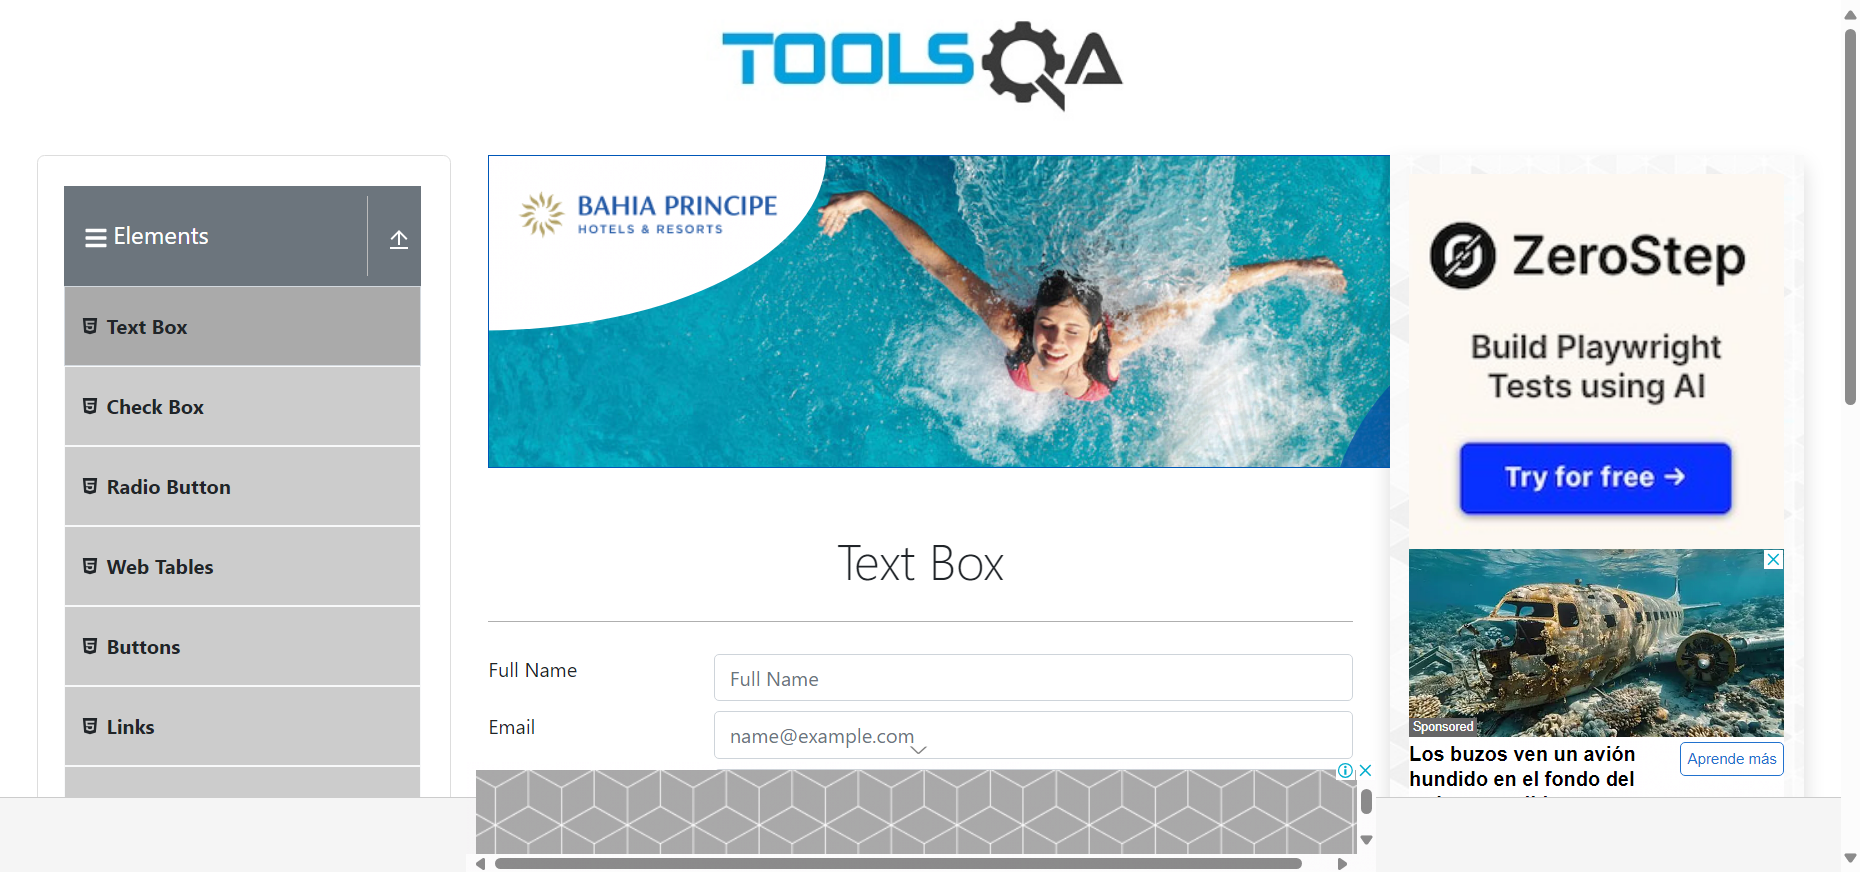 TOOLSQA
Elements
Text Box
Check Box
Radio Button
Web Tables
Buttons
Links
BAHIA PRINCIPE
HOTELS & RESORTS
Text Box
Full Name
Full Name
Email
name@example.com
ZeroStep
Build Playwright
Tests using AI
Try for free →
Sponsored
Los buzos ven un avión
hundido en el fondo del
Aprende más